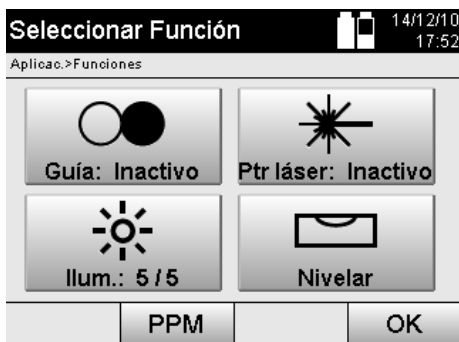 Seleccionar Función
14/12/10
17:52
Aplicac.>Funciones
Guía: Inactivo
Ptr láser: Inactivo
Ilum.: 5/5
Nivelar
PPM
OK